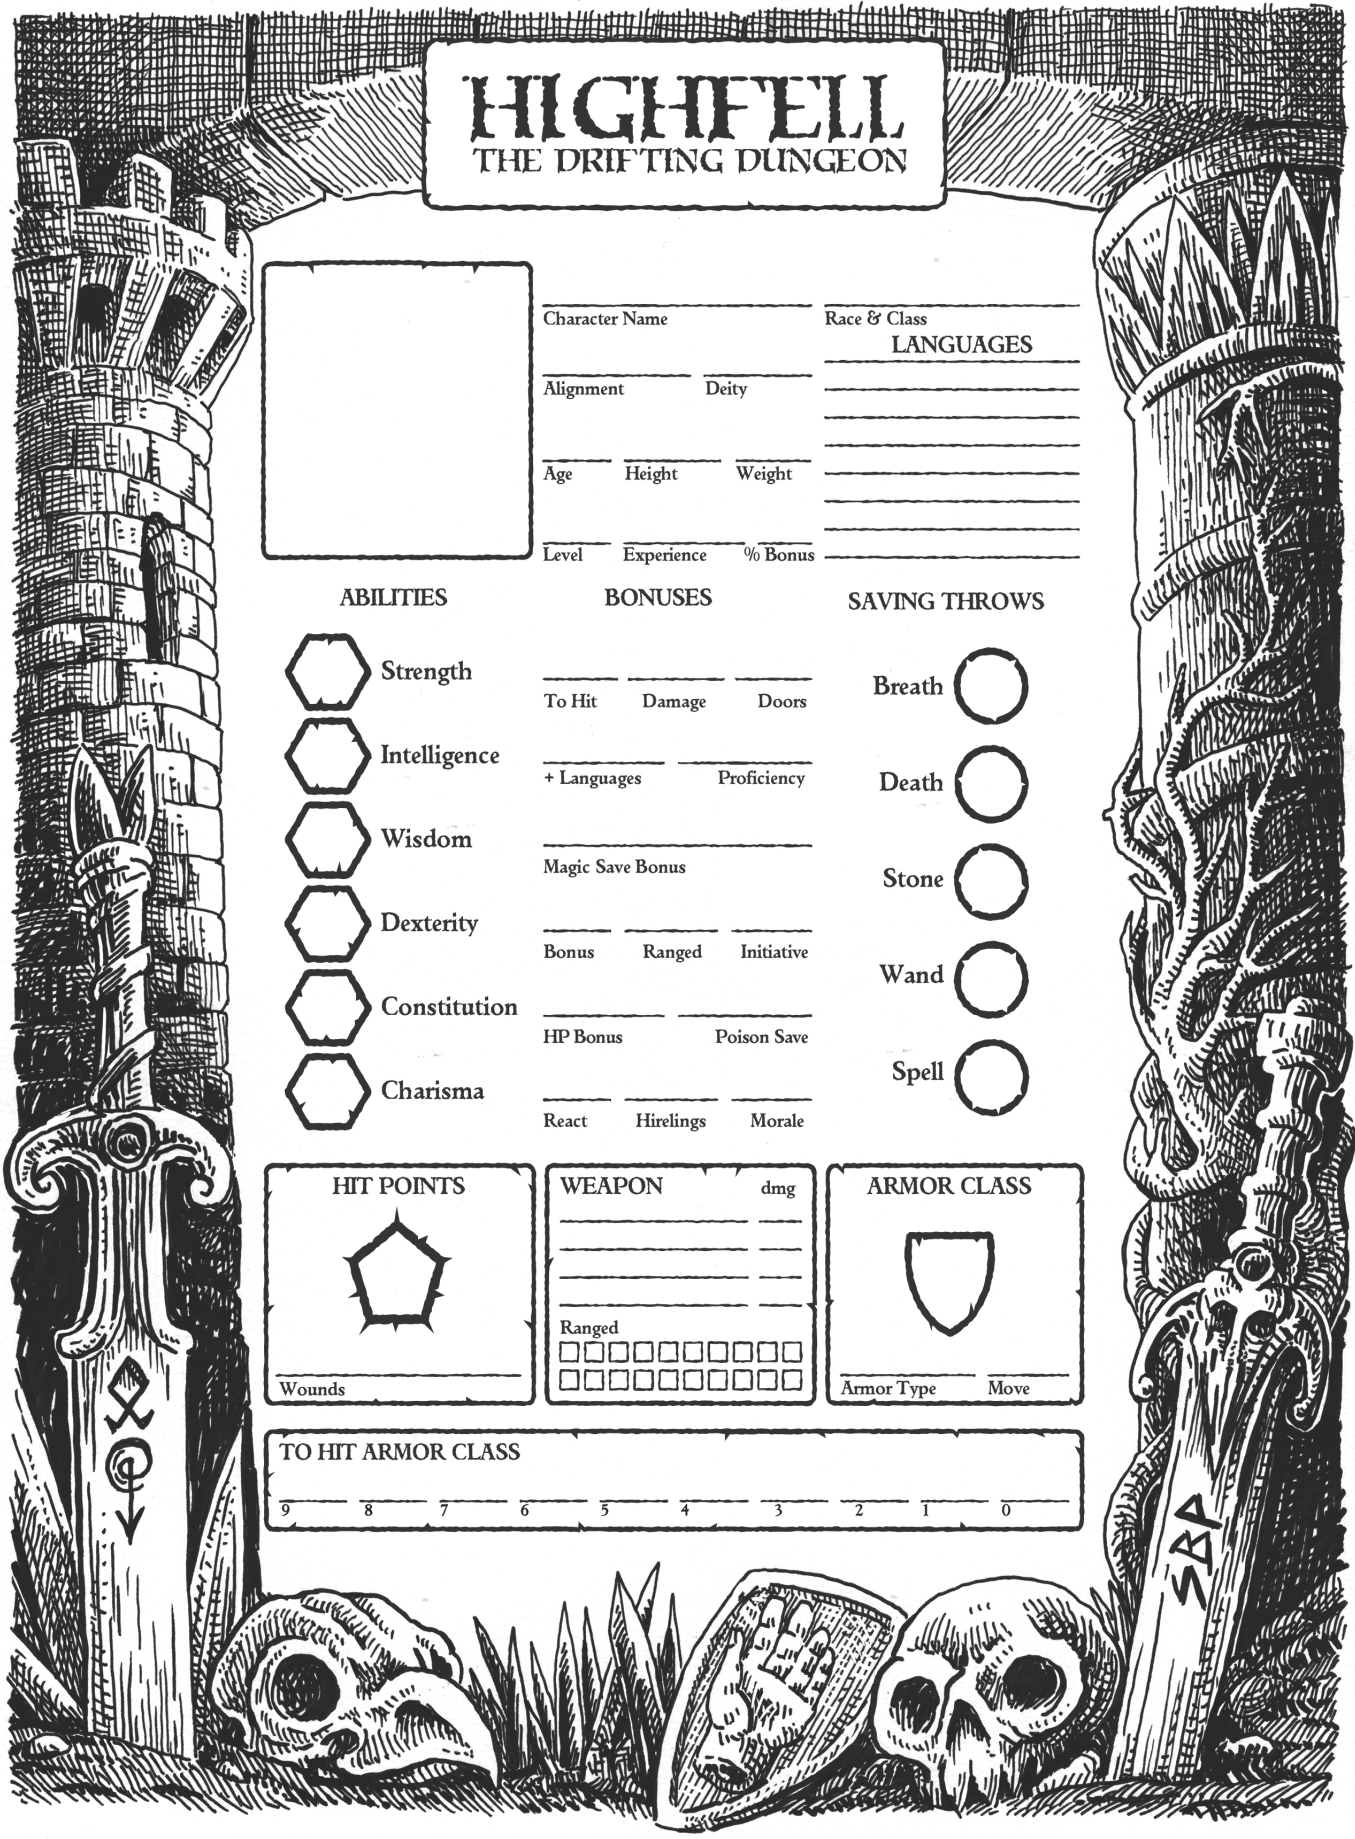 HIGHFELL
THE DRIFTING DUNGEON
Character Name
Race & Class
LANGUAGES
Alignment Deity
Age Height Weight
Level Experience % Bonus
ABILITIES
BONUSES
SAVING THROWS
Strength
To Hit Damage Doors
Breath
Intelligence
+ Languages Proficiency
Death
Wisdom
Magic Save Bonus
Stone
Dexterity
Bonus Ranged Initiative
Wand
Constitution
HP Bonus Poison Save
Spell
Charisma
React Hirelings Morale
HIT POINTS
Wounds
WEAPON dmg
Ranged
ARMOR CLASS
Armor Type Move
TO HIT ARMOR CLASS
9 8 7 6 5 4 3 2 1 0
SBP